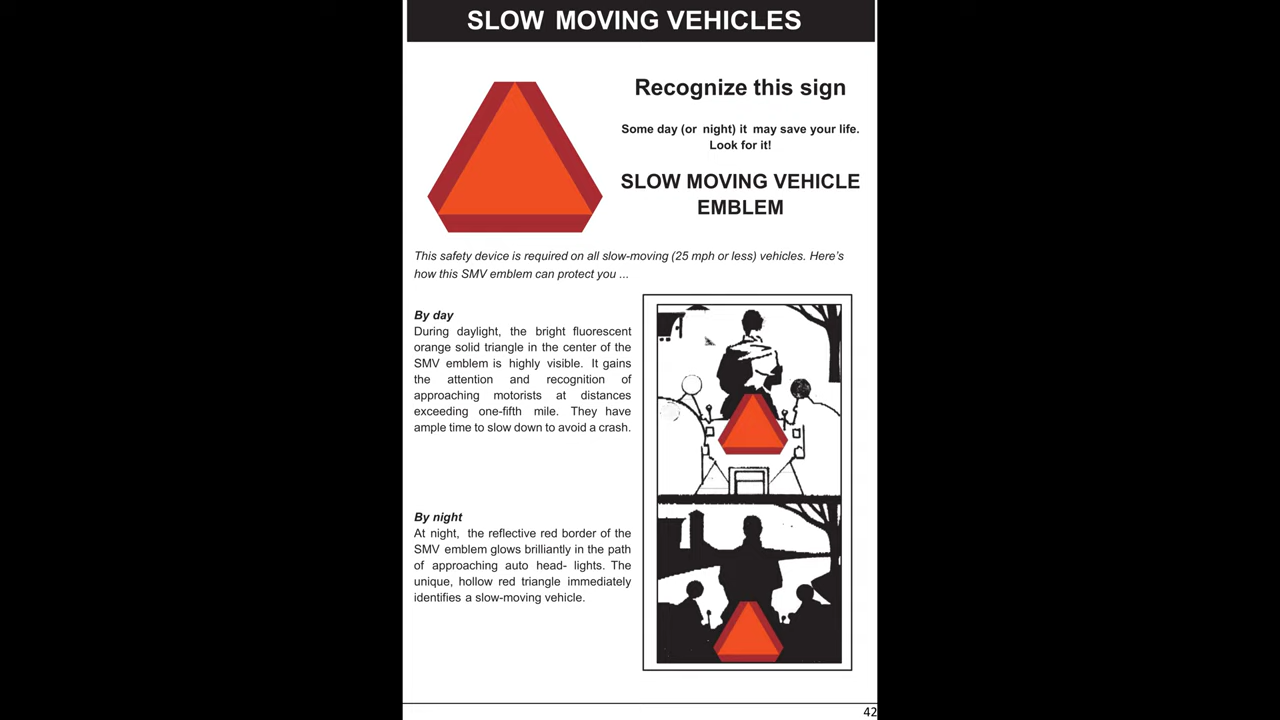 SLOW MOVING VEHICLES
Recognize this sign
Some day (or night) it may save your life.
Look for it!
SLOW MOVING VEHICLE
EMBLEM
This safety device is required on all slow-moving (25 mph or less) vehicles. Here's
how this SMV emblem can protect you ...
By day
During daylight, the bright fluorescent
orange solid triangle in the center of the
SMV emblem is highly visible. It gains
the attention and recognition of
approaching motorists at distances
exceeding one-fifth mile. They have
ample time to slow down to avoid a crash.
By night
At night, the reflective red border of the
SMV emblem glows brilliantly in the path
of approaching auto head- lights. The
unique, hollow red triangle immediately
identifies a slow-moving vehicle.
42